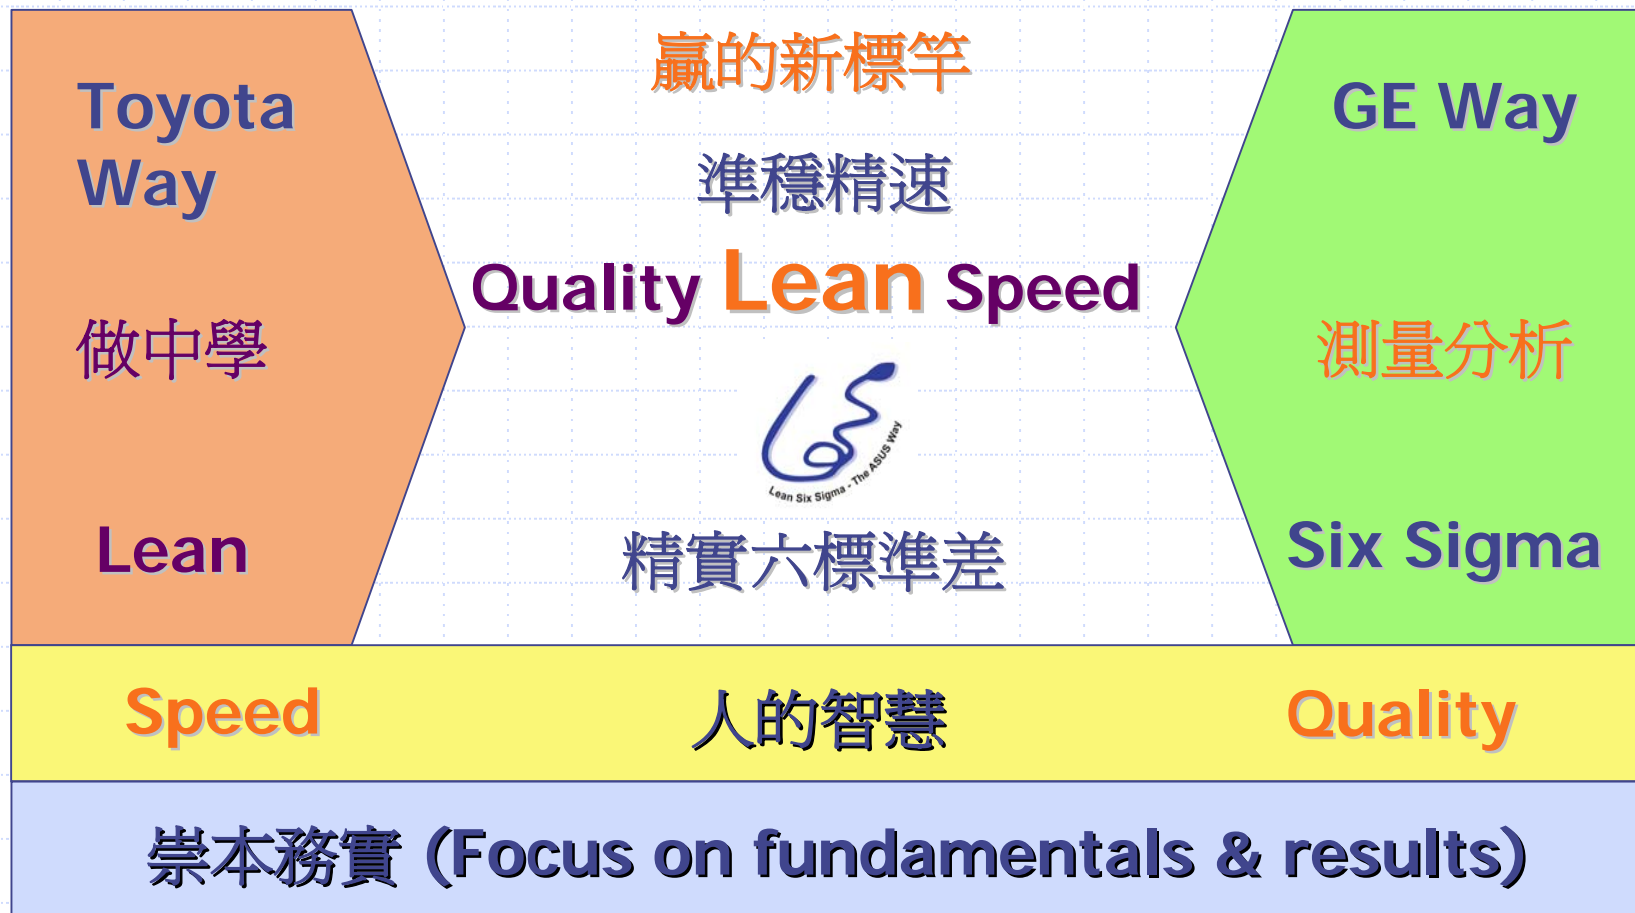 Toyota
Way
做中學
Lean
贏的新標竿
準穩精速
Quality Lean Speed
Lean Six Sigma - The ASUS Way
精實六標準差
GE Way
測量分析
Six Sigma
Speed
人的智慧
Quality
崇本務實 (Focus on fundamentals & results)